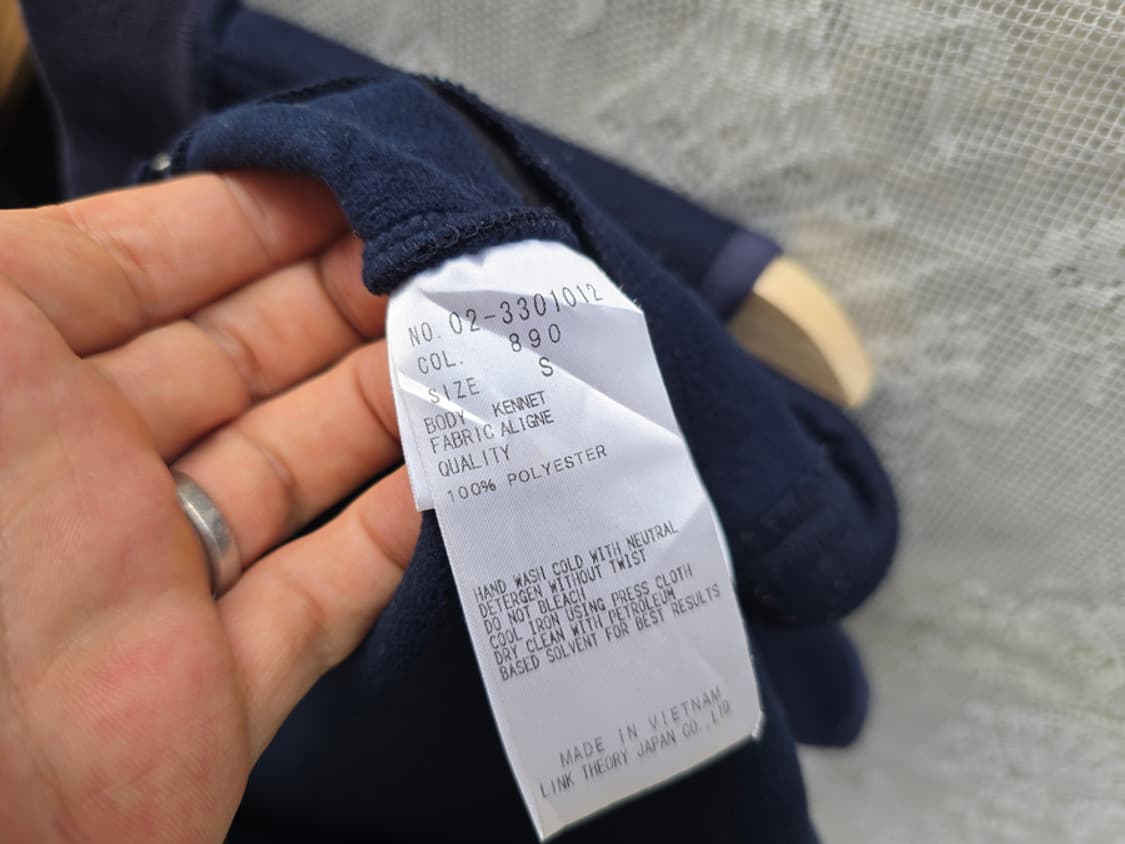 NO. 02-3301012
COL. 890
SIZE S
BODY KENNET
FABRIC ALIGNE
QUALITY
100% POLYESTER
HAND WASH COLD WITH NEUTRAL
DETERGEN WITHOUT TWIST
DO NOT BLEACH
COOL IRON USING PRESS CLOTH
DRY CLEAN WITH PETROLEUM
BASED SOLVENT FOR BEST RESULTS
MADE IN VIETNAM
LINK THEORY JAPAN CO.,LTD